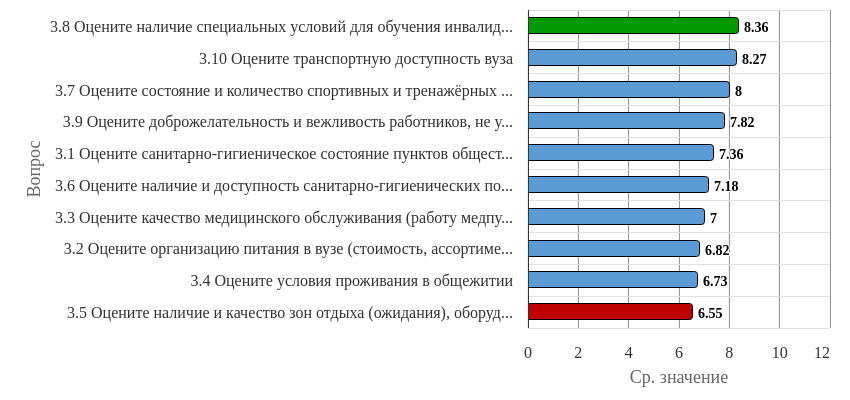 3.8 Оцените наличие специальных условий для обучения инвалид... 8.36
3.10 Оцените транспортную доступность вуза 8.27
3.7 Оцените состояние и количество спортивных и тренажёрных ... 8
3.9 Оцените доброжелательность и вежливость работников, не у... 7.82
3.1 Оцените санитарно-гигиеническое состояние пунктов общест... 7.36
3.6 Оцените наличие и доступность санитарно-гигиенических по... 7.18
3.3 Оцените качество медицинского обслуживания (работу медпу... 7
3.2 Оцените организацию питания в вузе (стоимость, ассортиме... 6.82
3.4 Оцените условия проживания в общежитии 6.73
3.5 Оцените наличие и качество зон отдыха (ожидания), оборуд... 6.55
Вопрос
0 2 4 6 8 10 12
Ср. значение